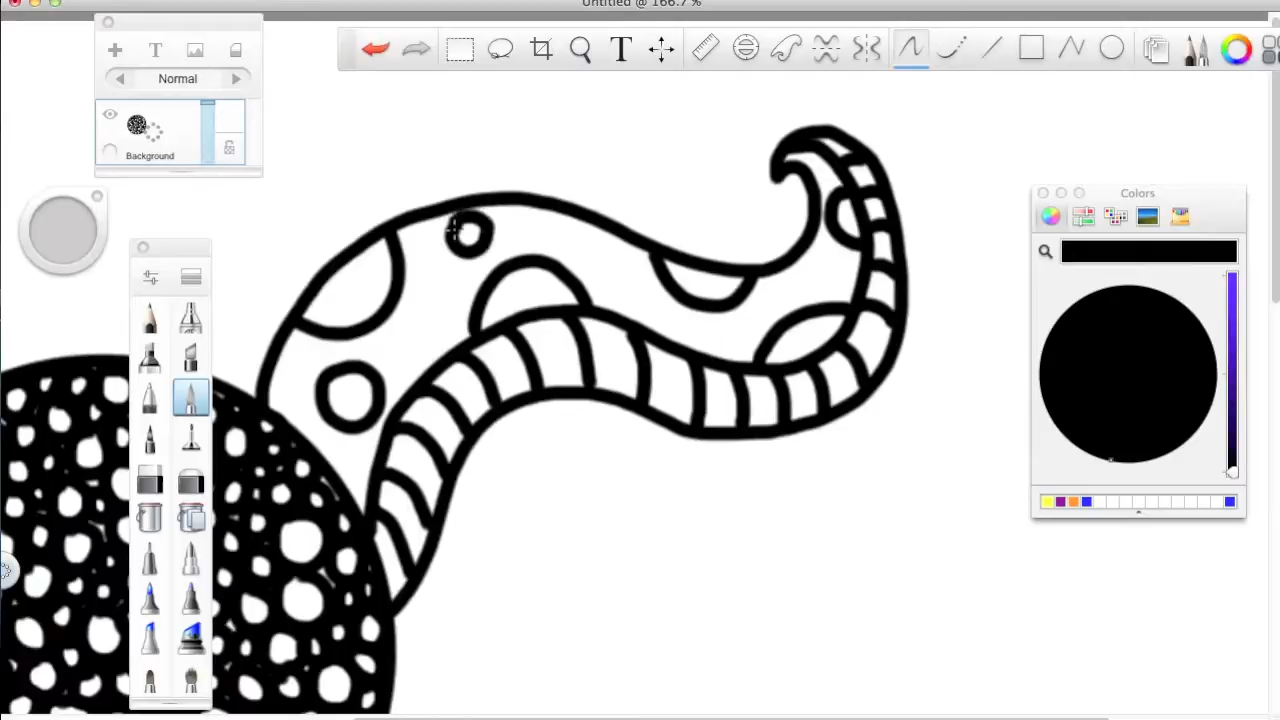 Untitled @ 166.7 %
Normal
Background
Colors
T
T